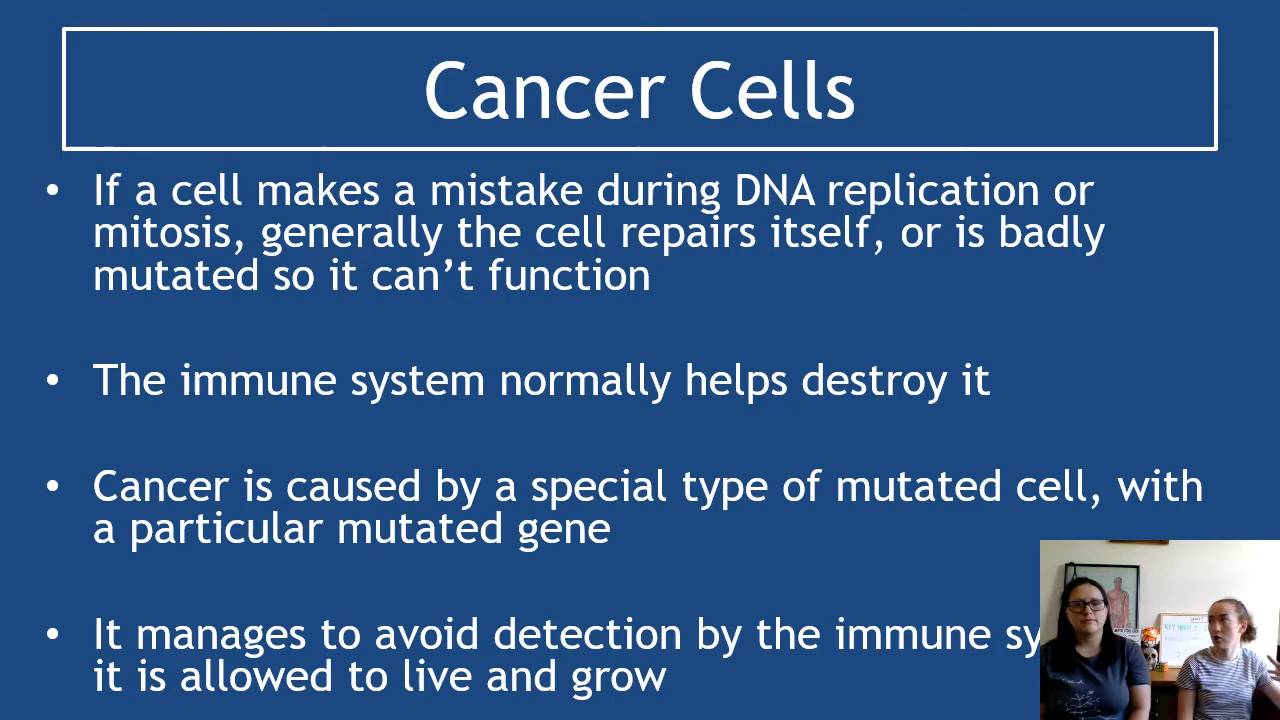 Cancer Cells
• If a cell makes a mistake during DNA replication or
mitosis, generally the cell repairs itself, or is badly
mutated so it can’t function
• The immune system normally helps destroy it
• Cancer is caused by a special type of mutated cell, with
a particular mutated gene
• It manages to avoid detection by the immune sy
it is allowed to live and grow